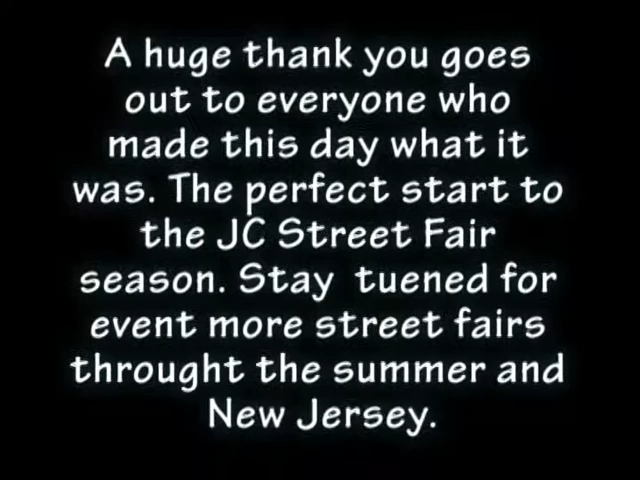 A huge thank you goes
out to everyone who
made this day what it
was. The perfect start to
the JC Street Fair
season. Stay  tuened for
event more street fairs
throught the summer and
New Jersey.